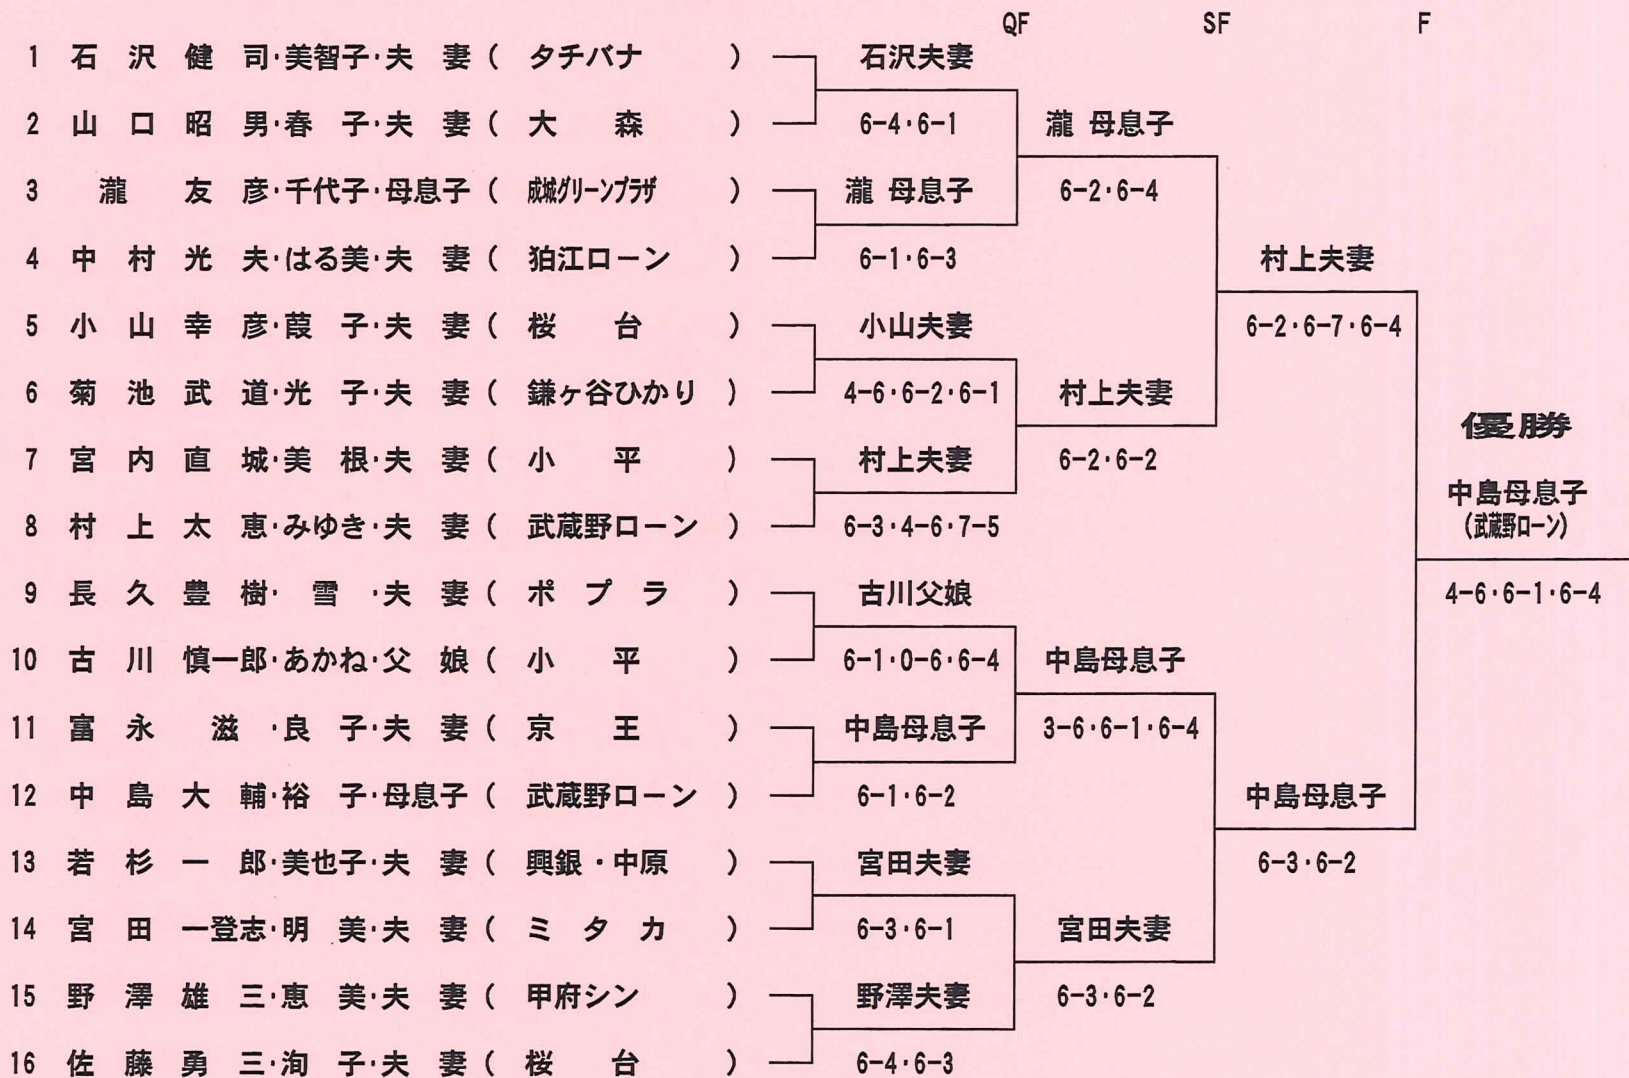 QF SF F
1 石沢健司・美智子・夫妻 ( タチバナ ) 石沢夫妻
2 山口昭男・春子・夫妻 ( 大森 ) 6-4・6-1 瀧 母息子
3 瀧友彦・千代子・母息子 ( 成城グリーンプラザ ) 瀧 母息子 6-2・6-4
4 中村光夫・はる美・夫妻 ( 狛江ローン ) 6-1・6-3 村上夫妻
5 小山幸彦・葭子・夫妻 ( 桜台 ) 小山夫妻 6-2・6-7・6-4
6 菊池武道・光子・夫妻 ( 鎌ヶ谷ひかり ) 4-6・6-2・6-1 村上夫妻
優勝
7 宮内直城・美根・夫妻 ( 小平 ) 村上夫妻 6-2・6-2
中島母息子
8 村上太恵・みゆき・夫妻 ( 武蔵野ローン ) 6-3・4-6・7-5 (武蔵野ローン)
9 長久豊樹・雪・夫妻 ( ポプラ ) 古川父娘 4-6・6-1・6-4
10 古川慎一郎・あかね・父娘 ( 小平 ) 6-1・0-6・6-4 中島母息子
11 富永滋・良子・夫妻 ( 京王 ) 中島母息子 3-6・6-1・6-4
12 中島大輔・裕子・母息子 ( 武蔵野ローン ) 6-1・6-2 中島母息子
13 若杉一郎・美也子・夫妻 ( 興銀・中原 ) 宮田夫妻 6-3・6-2
14 宮田一登志・明美・夫妻 ( ミタカ ) 6-3・6-1 宮田夫妻
15 野澤雄三・恵美・夫妻 ( 甲府シン ) 野澤夫妻 6-3・6-2
16 佐藤勇三・洵子・夫妻 ( 桜台 ) 6-4・6-3